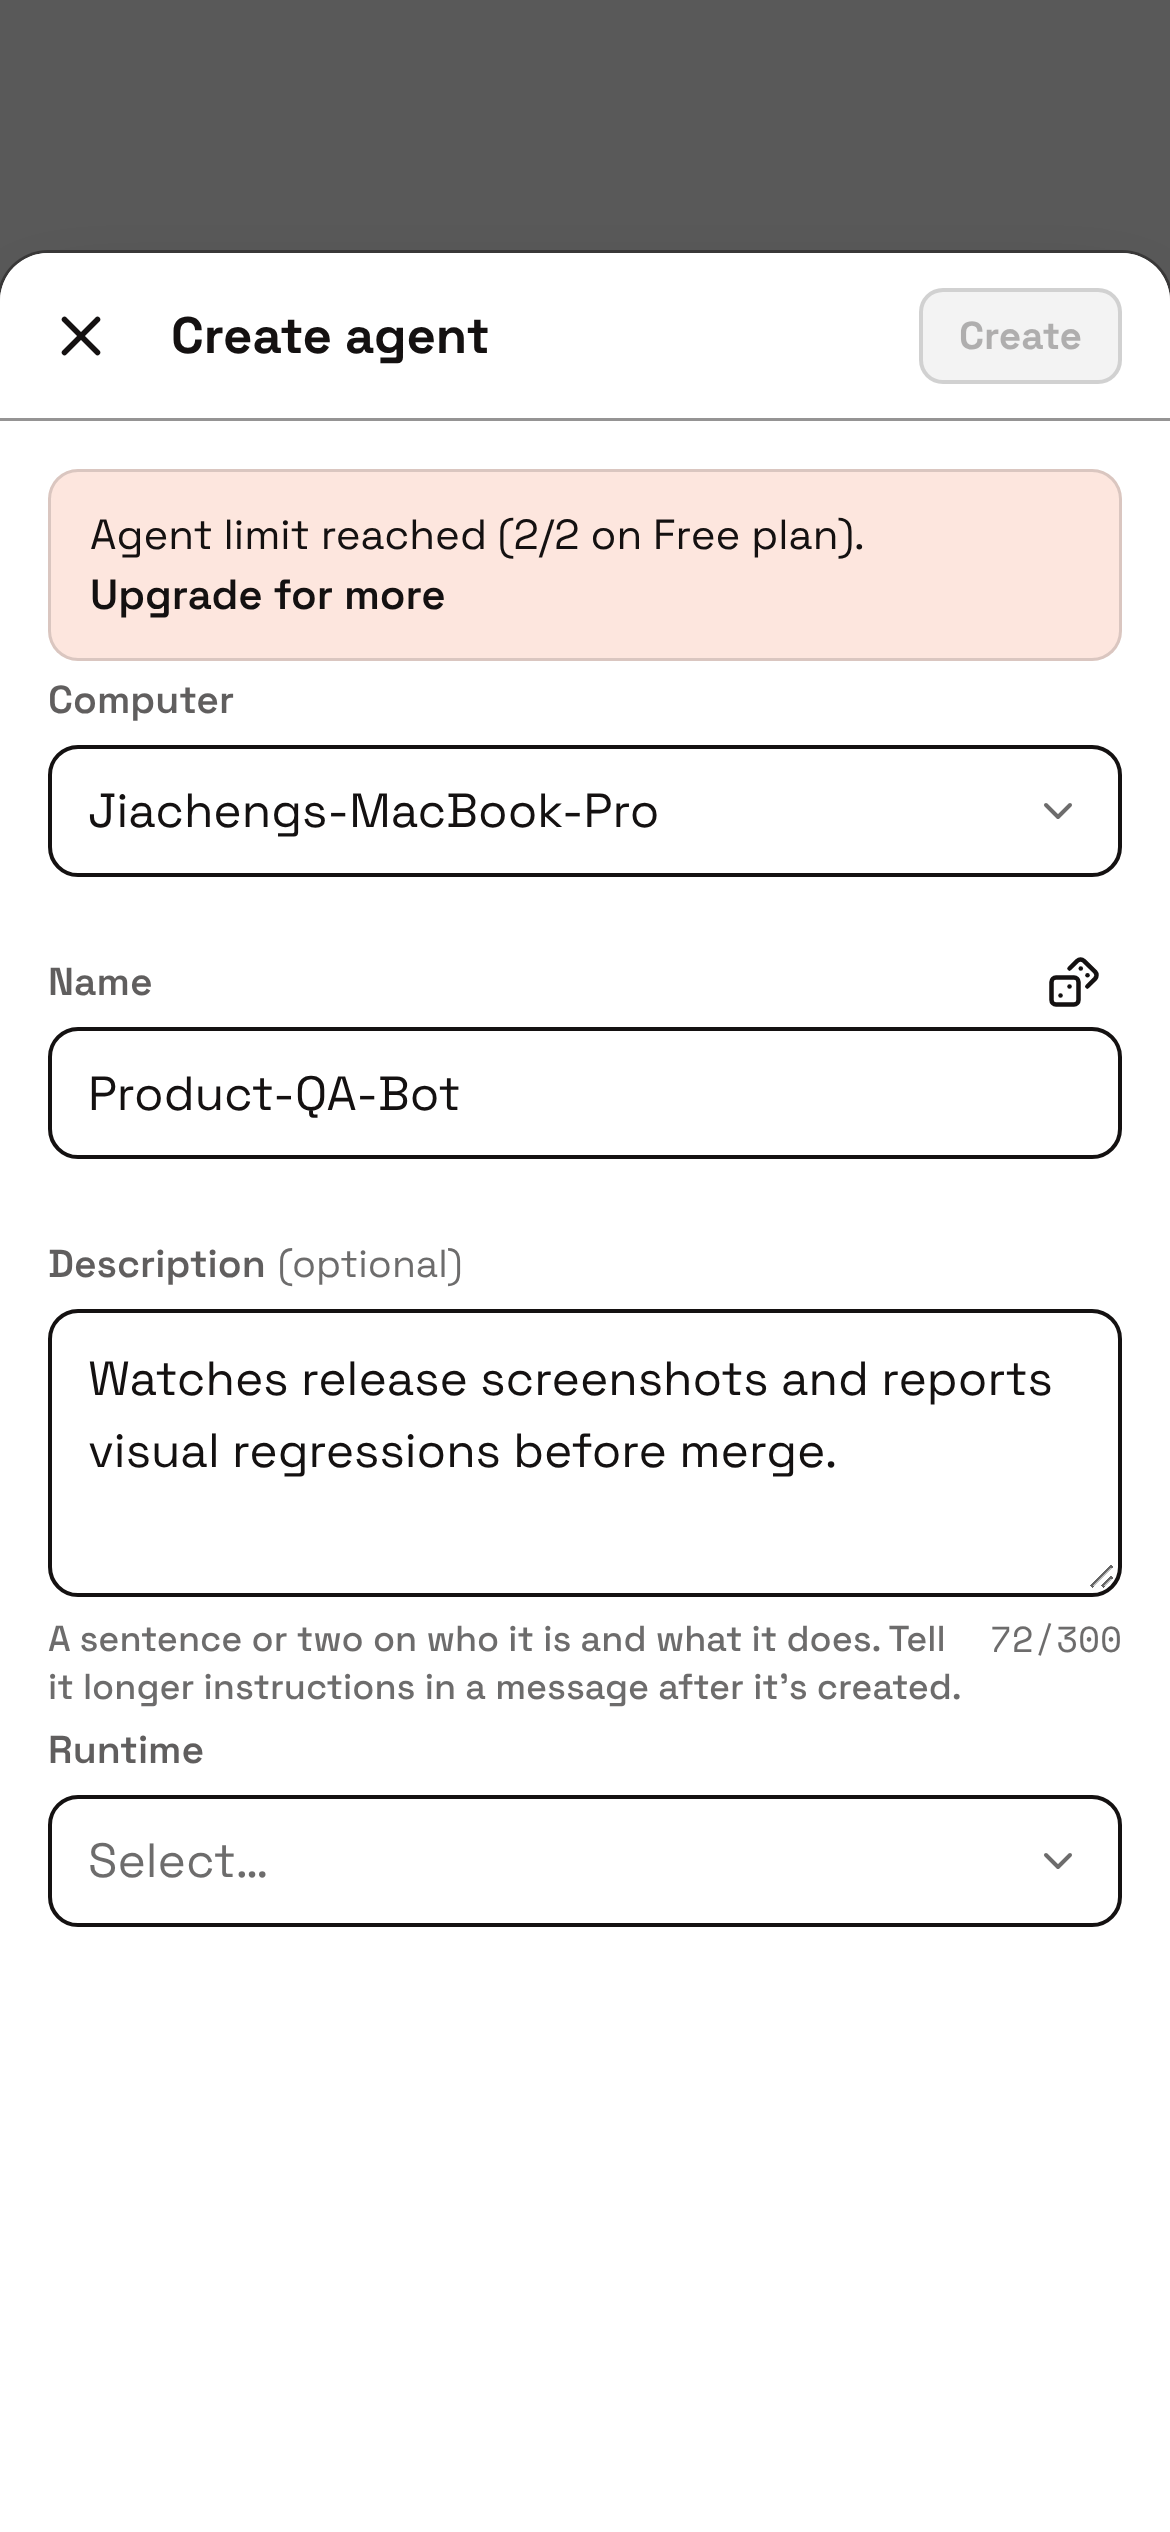 Create agent
Create
Agent limit reached (2/2 on Free plan).
Upgrade for more
Computer
Jiachengs-MacBook-Pro
Name
Product-QA-Bot
Description (optional)
Watches release screenshots and reports
visual regressions before merge.
A sentence or two on who it is and what it does. Tell
it longer instructions in a message after it’s created.
72/300
Runtime
Select…